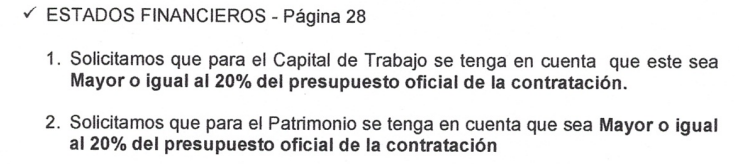 ✓ ESTADOS FINANCIEROS - Página 28
1. Solicitamos que para el Capital de Trabajo se tenga en cuenta que este sea
Mayor o igual al 20% del presupuesto oficial de la contratación.
2. Solicitamos que para el Patrimonio se tenga en cuenta que sea Mayor o igual
al 20% del presupuesto oficial de la contratación